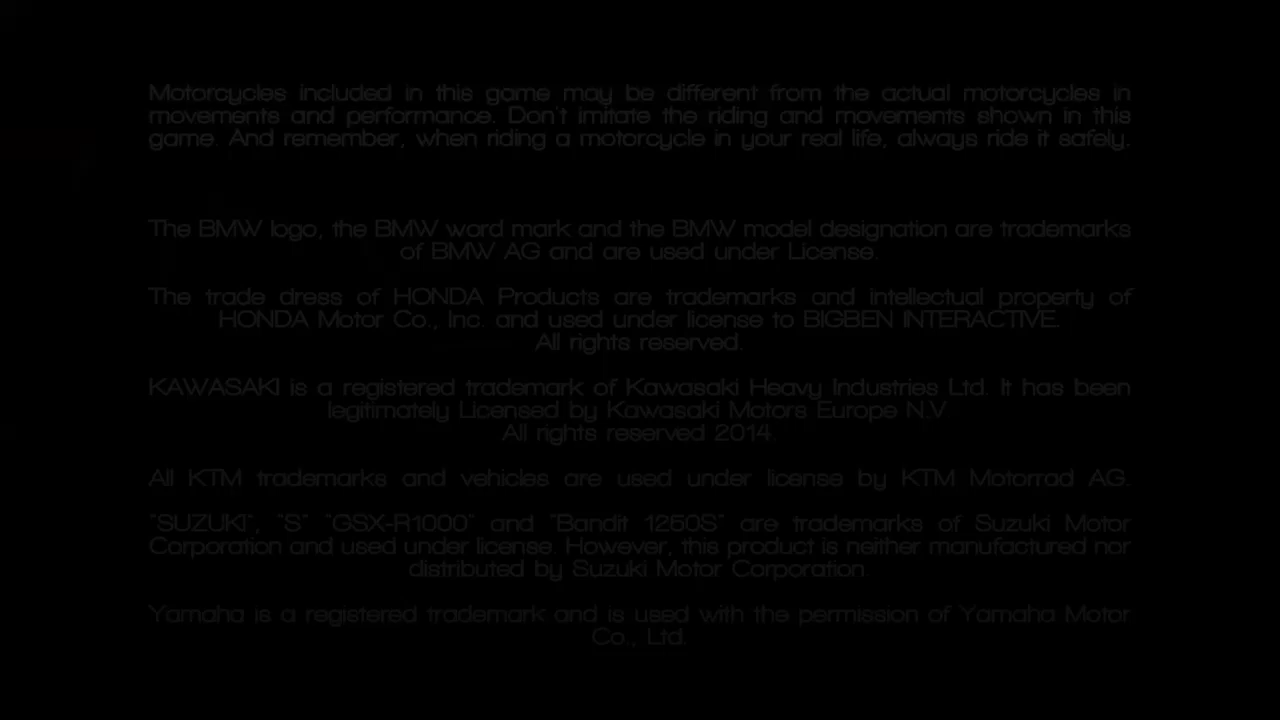 Motorcycles included in this game may be different from the actual motorcycles in
movements and performance. Don't imitate the riding and movements shown in this
game. And remember, when riding a motorcycle in your real life, always ride it safely.
The BMW logo, the BMW word mark and the BMW model designation are trademarks
of BMW AG and are used under License.
The trade dress of HONDA Products are trademarks and intellectual property of
HONDA Motor Co., Inc. and used under license to BIGBEN INTERACTIVE.
All rights reserved.
KAWASAKI is a registered trademark of Kawasaki Heavy Industries Ltd. It has been
legitimately Licensed by Kawasaki Motors Europe N.V
All rights reserved 2014.
All KTM trademarks and vehicles are used under license by KTM Motorrad AG.
"SUZUKI", "S" "GSX-R1000" and "Bandit 1250S" are trademarks of Suzuki Motor
Corporation and used under license. However, this product is neither manufactured nor
distributed by Suzuki Motor Corporation.
Yamaha is a registered trademark and is used with the permission of Yamaha Motor
Co., Ltd.